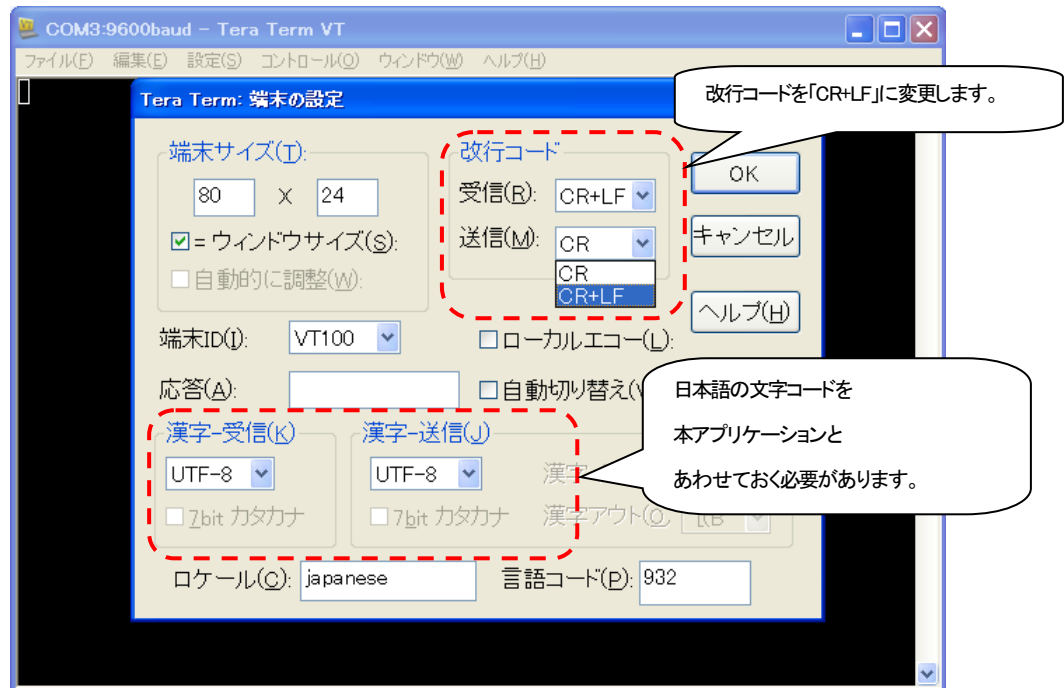 COM3:9600baud - Tera Term VT
ファイル(F) 編集(E) 設定(S) コントロール(O) ウィンドウ(W) ヘルプ(H)
Tera Term: 端末の設定
改行コードを「CR+LF」に変更します。
端末サイズ(T):
80 X 24
= ウィンドウサイズ(S):
自動的に調整(W):
改行コード
受信(R): CR+LF
送信(M): CR
CR
CR+LF
OK
キャンセル
ヘルプ(H)
端末ID(I): VT100
ローカルエコー(L):
応答(A):
自動切り替え(V
日本語の文字コードを
本アプリケーションと
あわせておく必要があります。
漢字-受信(K)
UTF-8
7bit カタカナ
漢字-送信(J)
UTF-8
7bit カタカナ
漢字
漢字アウト(O)
ロケール(C): japanese
言語コード(P): 932